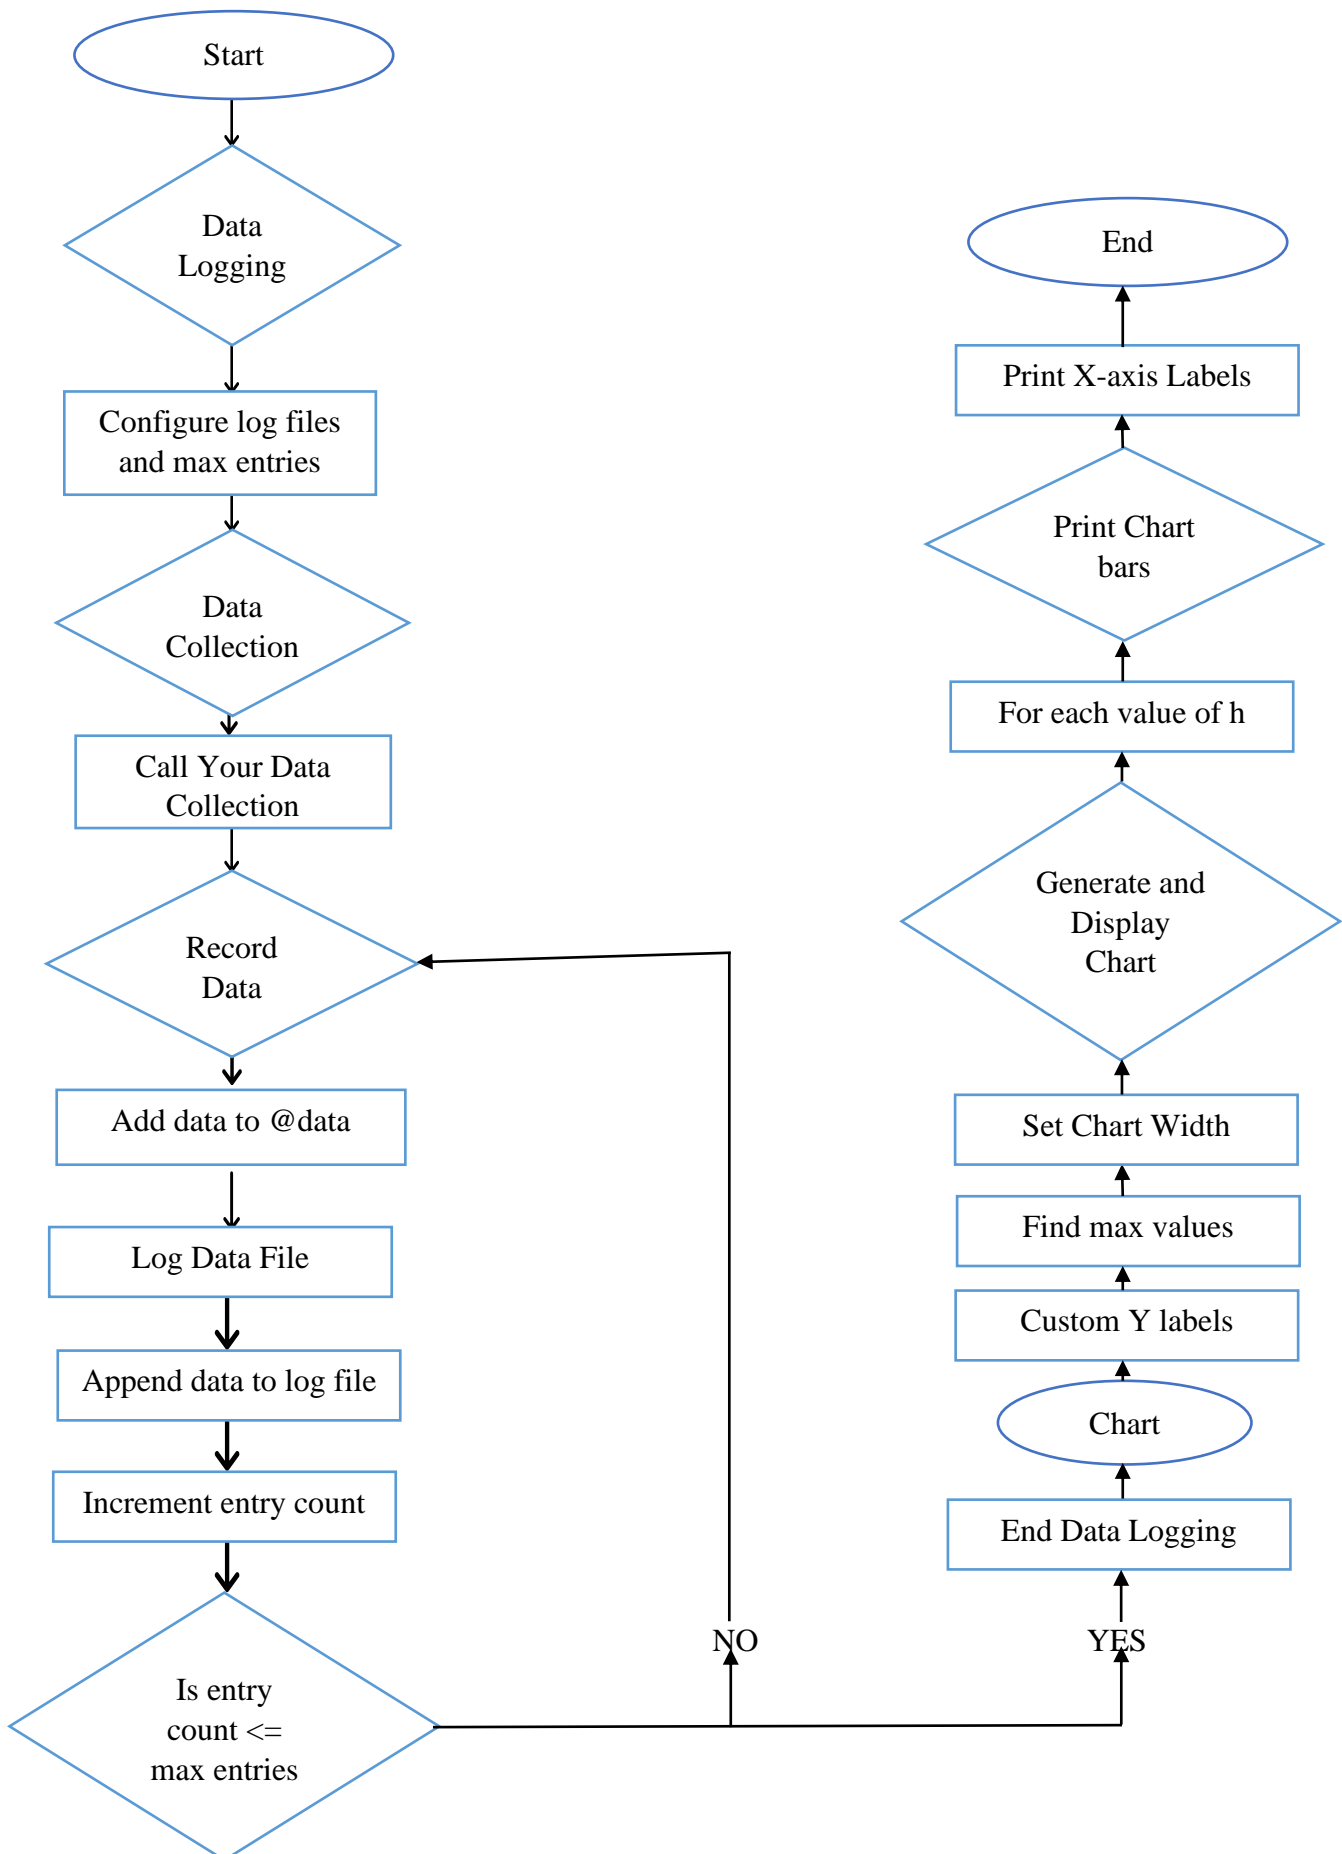 Start
Data
Logging
Configure log files
and max entries
Data
Collection
Call Your Data
Collection
Record
Data
Add data to @data
Log Data File
Append data to log file
Increment entry count
Is entry
count <=
max entries
NO
YES
End Data Logging
Chart
Custom Y labels
Find max values
Set Chart Width
Generate and
Display
Chart
For each value of h
Print Chart
bars
Print X-axis Labels
End